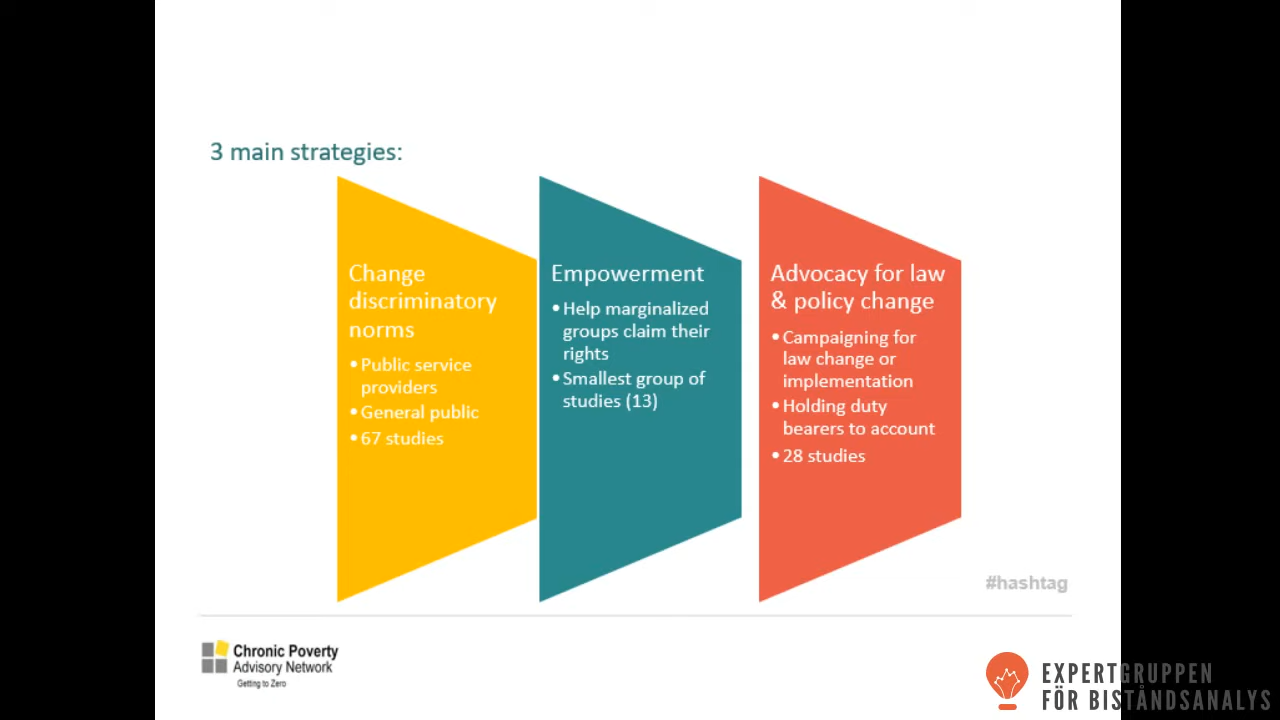 3 main strategies:
Change
discriminatory
norms
•Public service
providers
•General public
•67 studies
Empowerment
•Help marginalized
groups claim their
rights
•Smallest group of
studies (13)
Advocacy for law
& policy change
•Campaigning for
law change or
implementation
•Holding duty
bearers to account
•28 studies
#hashtag
Chronic Poverty
Advisory Network
Getting to Zero
EXPERTGRUPPEN
FÖR BISTÅNDSANALYS